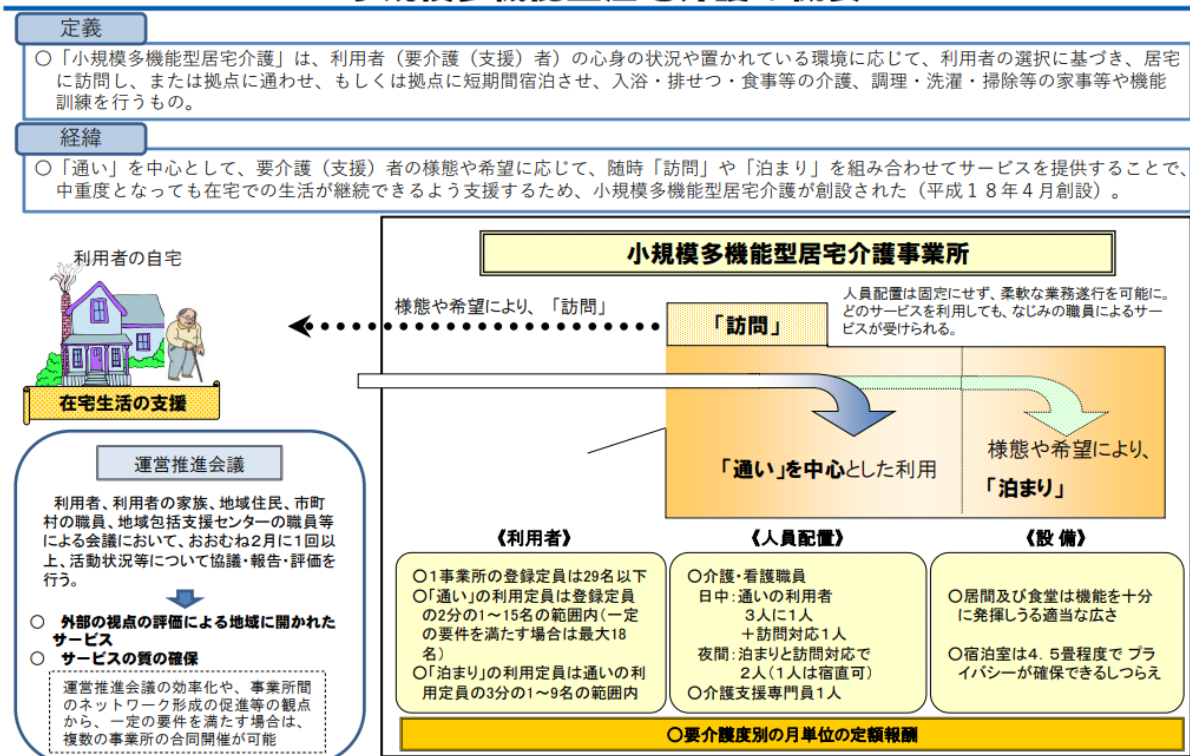 定義
○「小規模多機能型居宅介護」は、利用者（要介護（支援）者）の心身の状況や置かれている環境に応じて、利用者の選択に基づき、居宅
に訪問し、または拠点に通わせ、もしくは拠点に短期間宿泊させ、入浴・排せつ・食事等の介護、調理・洗濯・掃除等の家事等や機能
訓練を行うもの。
経緯
○「通い」を中心として、要介護（支援）者の様態や希望に応じて、随時「訪問」や「泊まり」を組み合わせてサービスを提供することで、
中重度となっても在宅での生活が継続できるよう支援するため、小規模多機能型居宅介護が創設された（平成１８年４月創設）。
利用者の自宅
在宅生活の支援
小規模多機能型居宅介護事業所
様態や希望により、「訪問」
「訪問」
人員配置は固定にせず、柔軟な業務遂行を可能に。
どのサービスを利用しても、なじみの職員によるサー
ビスが受けられる。
「通い」を中心とした利用
様態や希望により、
「泊まり」
運営推進会議
利用者、利用者の家族、地域住民、市町
村の職員、地域包括支援センターの職員等
による会議において、おおむね２月に１回以
上、活動状況等について協議・報告・評価を
行う。
○ 外部の視点の評価による地域に開かれた
サービス
○ サービスの質の確保
運営推進会議の効率化や、事業所間
のネットワーク形成の促進等の観点
から、一定の要件を満たす場合は、
複数の事業所の合同開催が可能
《利用者》
○１事業所の登録定員は29名以下
○「通い」の利用定員は登録定員
の２分の１～15名の範囲内（一定
の要件を満たす場合は最大18
名）
○「泊まり」の利用定員は通いの利
用定員の３分の１～９名の範囲内
《人員配置》
○介護・看護職員
日中：通いの利用者
３人に１人
＋訪問対応１人
夜間：泊まりと訪問対応で
２人（１人は宿直可）
○介護支援専門員１人
《設 備》
○居間及び食堂は機能を十分
に発揮しうる適当な広さ
○宿泊室は４．５畳程度で プラ
イバシーが確保できるしつらえ
○要介護度別の月単位の定額報酬